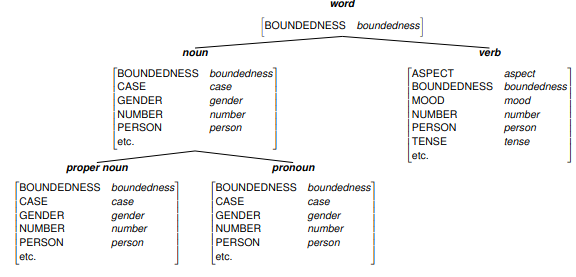 word
BOUNDEDNESS boundedness
noun
BOUNDEDNESS boundedness
CASE case
GENDER gender
NUMBER number
PERSON person
etc.
verb
ASPECT aspect
BOUNDEDNESS boundedness
MOOD mood
NUMBER number
PERSON person
TENSE tense
etc.
proper noun
BOUNDEDNESS boundedness
CASE case
GENDER gender
NUMBER number
PERSON person
etc.
pronoun
BOUNDEDNESS boundedness
CASE case
GENDER gender
NUMBER number
PERSON person
etc.